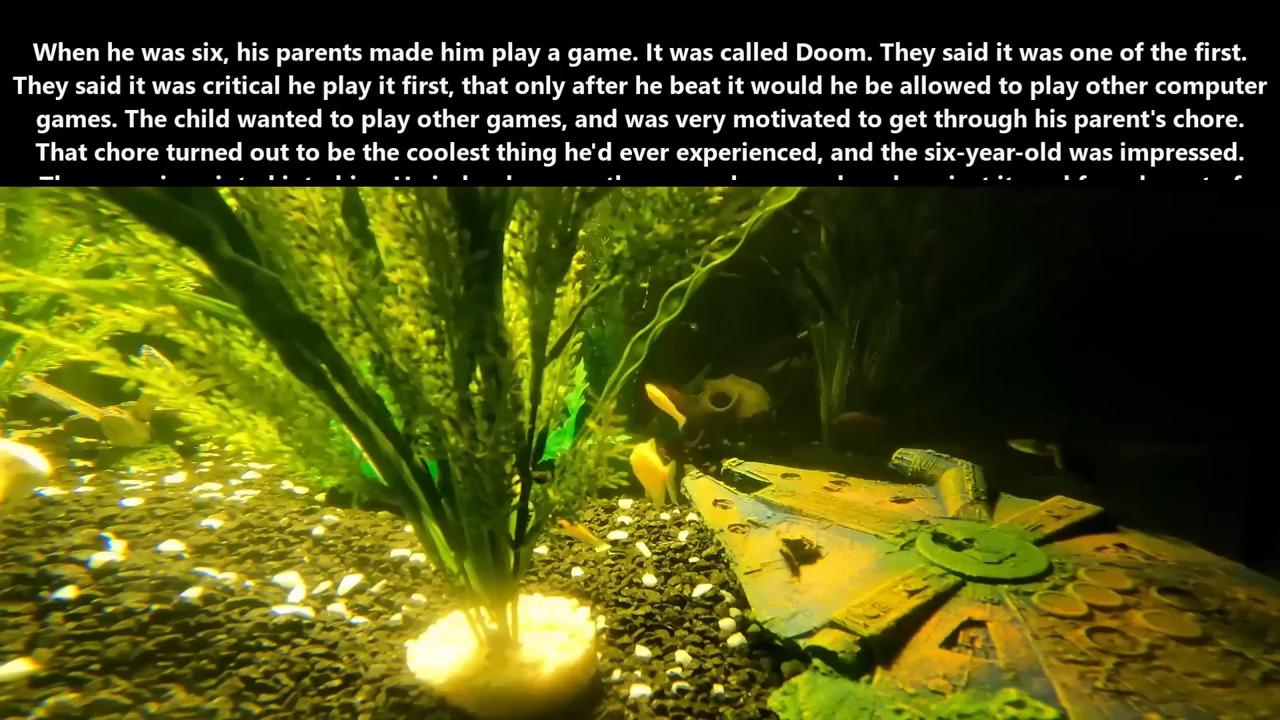 When he was six, his parents made him play a game. It was called Doom. They said it was one of the first.
They said it was critical he play it first, that only after he beat it would he be allowed to play other computer
games. The child wanted to play other games, and was very motivated to get through his parent's chore.
That chore turned out to be the coolest thing he'd ever experienced, and the six-year-old was impressed.